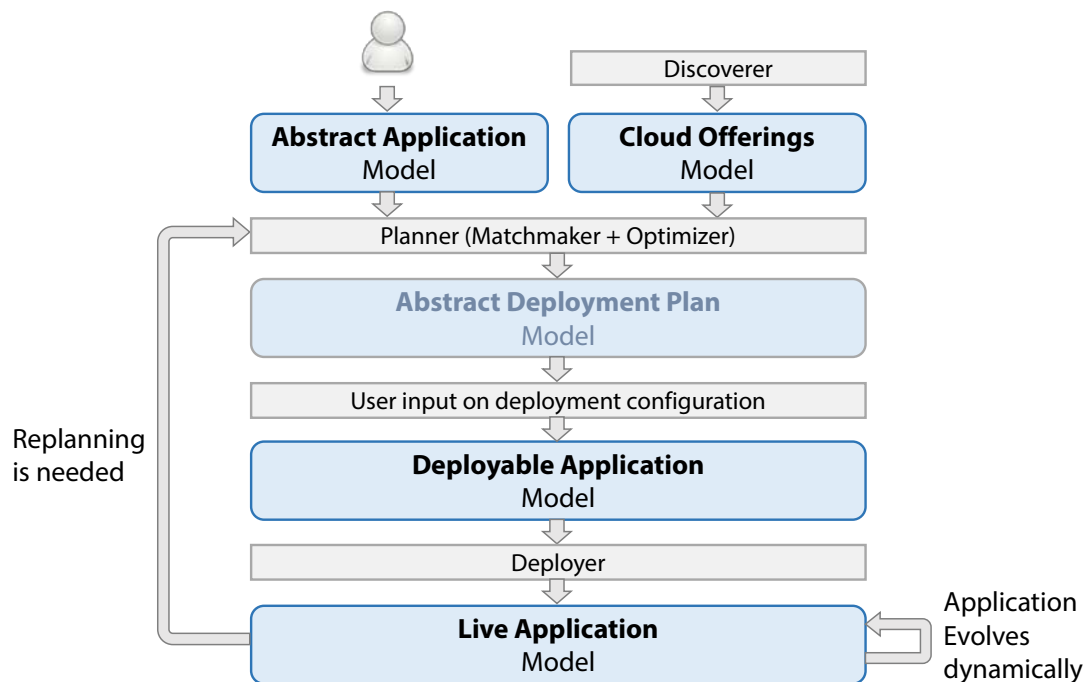 Discoverer
Abstract Application
Model
Cloud Offerings
Model
Planner (Matchmaker + Optimizer)
Abstract Deployment Plan
Model
User input on deployment configuration
Replanning
is needed
Deployable Application
Model
Deployer
Live Application
Model
Application
Evolves
dynamically